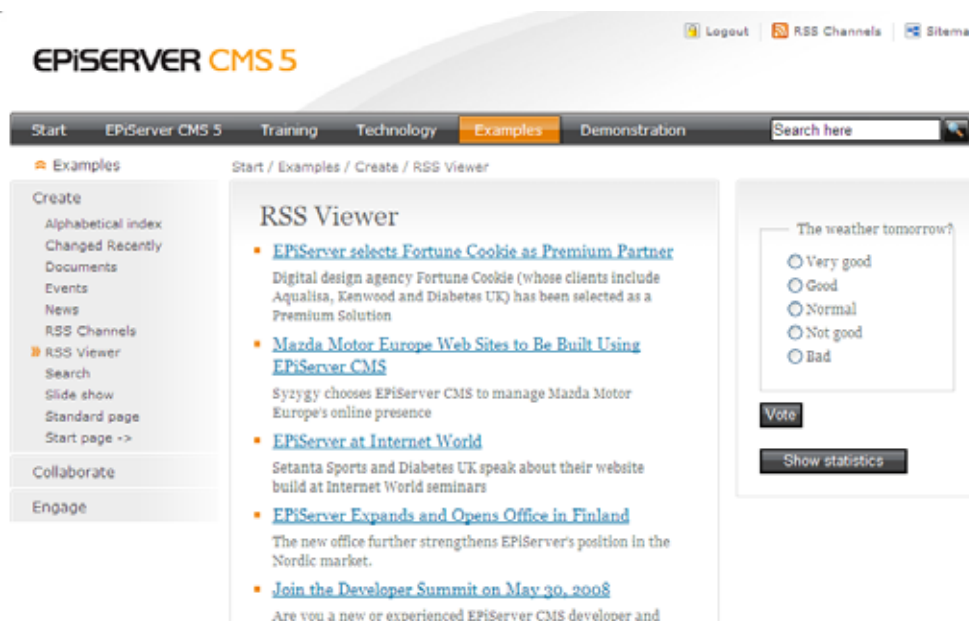 Logout RSS Channels Sitema
EPiSERVER CMS 5
Start EPiServer CMS 5 Training Technology Examples Demonstration Search here
Examples
Start / Examples / Create / RSS Viewer
Create
Alphabetical index
Changed Recently
Documents
Events
News
RSS Channels
RSS Viewer
Search
Slide show
Standard page
Start page ->
Collaborate
Engage
RSS Viewer
EPiServer selects Fortune Cookie as Premium Partner
Digital design agency Fortune Cookie (whose clients include
Aqualisa, Kenwood and Diabetes UK) has been selected as a
Premium Solution
Mazda Motor Europe Web Sites to Be Built Using
EPiServer CMS
Syzygy chooses EPiServer CMS to manage Mazda Motor
Europe's online presence
EPiServer at Internet World
Setanta Sports and Diabetes UK speak about their website
build at Internet World seminars
EPiServer Expands and Opens Office in Finland
The new office further strengthens EPiServer's position in the
Nordic market.
Join the Developer Summit on May 30, 2008
Are you a new or experienced EPiServer CMS developer and
The weather tomorrow?
Very good
Good
Normal
Not good
Bad
Vote
Show statistics